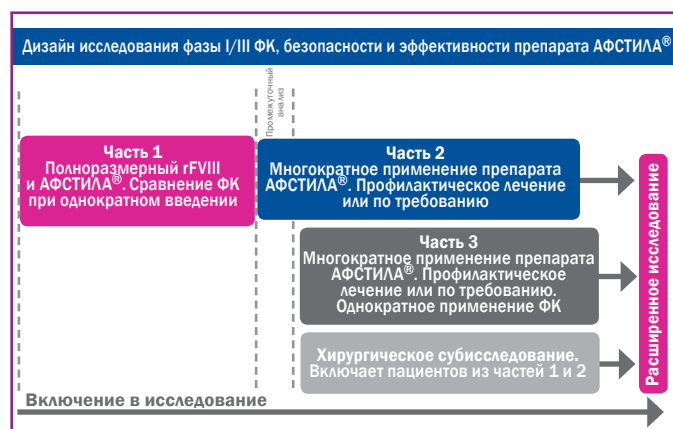 Дизайн исследования фазы I/III ФК, безопасности и эффективности препарата АФСТИЛА®
Промежуточный
анализ
Часть 1
Полноразмерный rFVIII
и АФСТИЛА®. Сравнение ФК
при однократном введении
Часть 2
Многократное применение препарата
АФСТИЛА®. Профилактическое лечение
или по требованию
Часть 3
Многократное применение препарата
АФСТИЛА®. Профилактическое
лечение или по требованию.
Однократное применение ФК
Хирургическое субисследование.
Включает пациентов из частей 1 и 2
Расширенное исследование
Включение в исследование